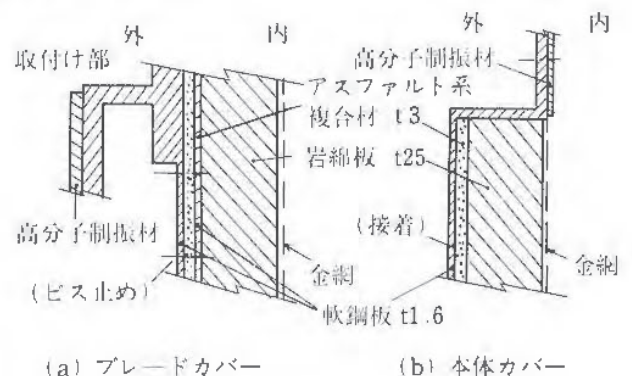 外 内
外 内
取付け部
高分子制振材
アスファルト系
複合材 t3
岩綿板 t25
高分子制振材
(接着)
(ビス止め)
金網
金網
軟鋼板 t1.6
(a) ブレードカバー
(b) 本体カバー